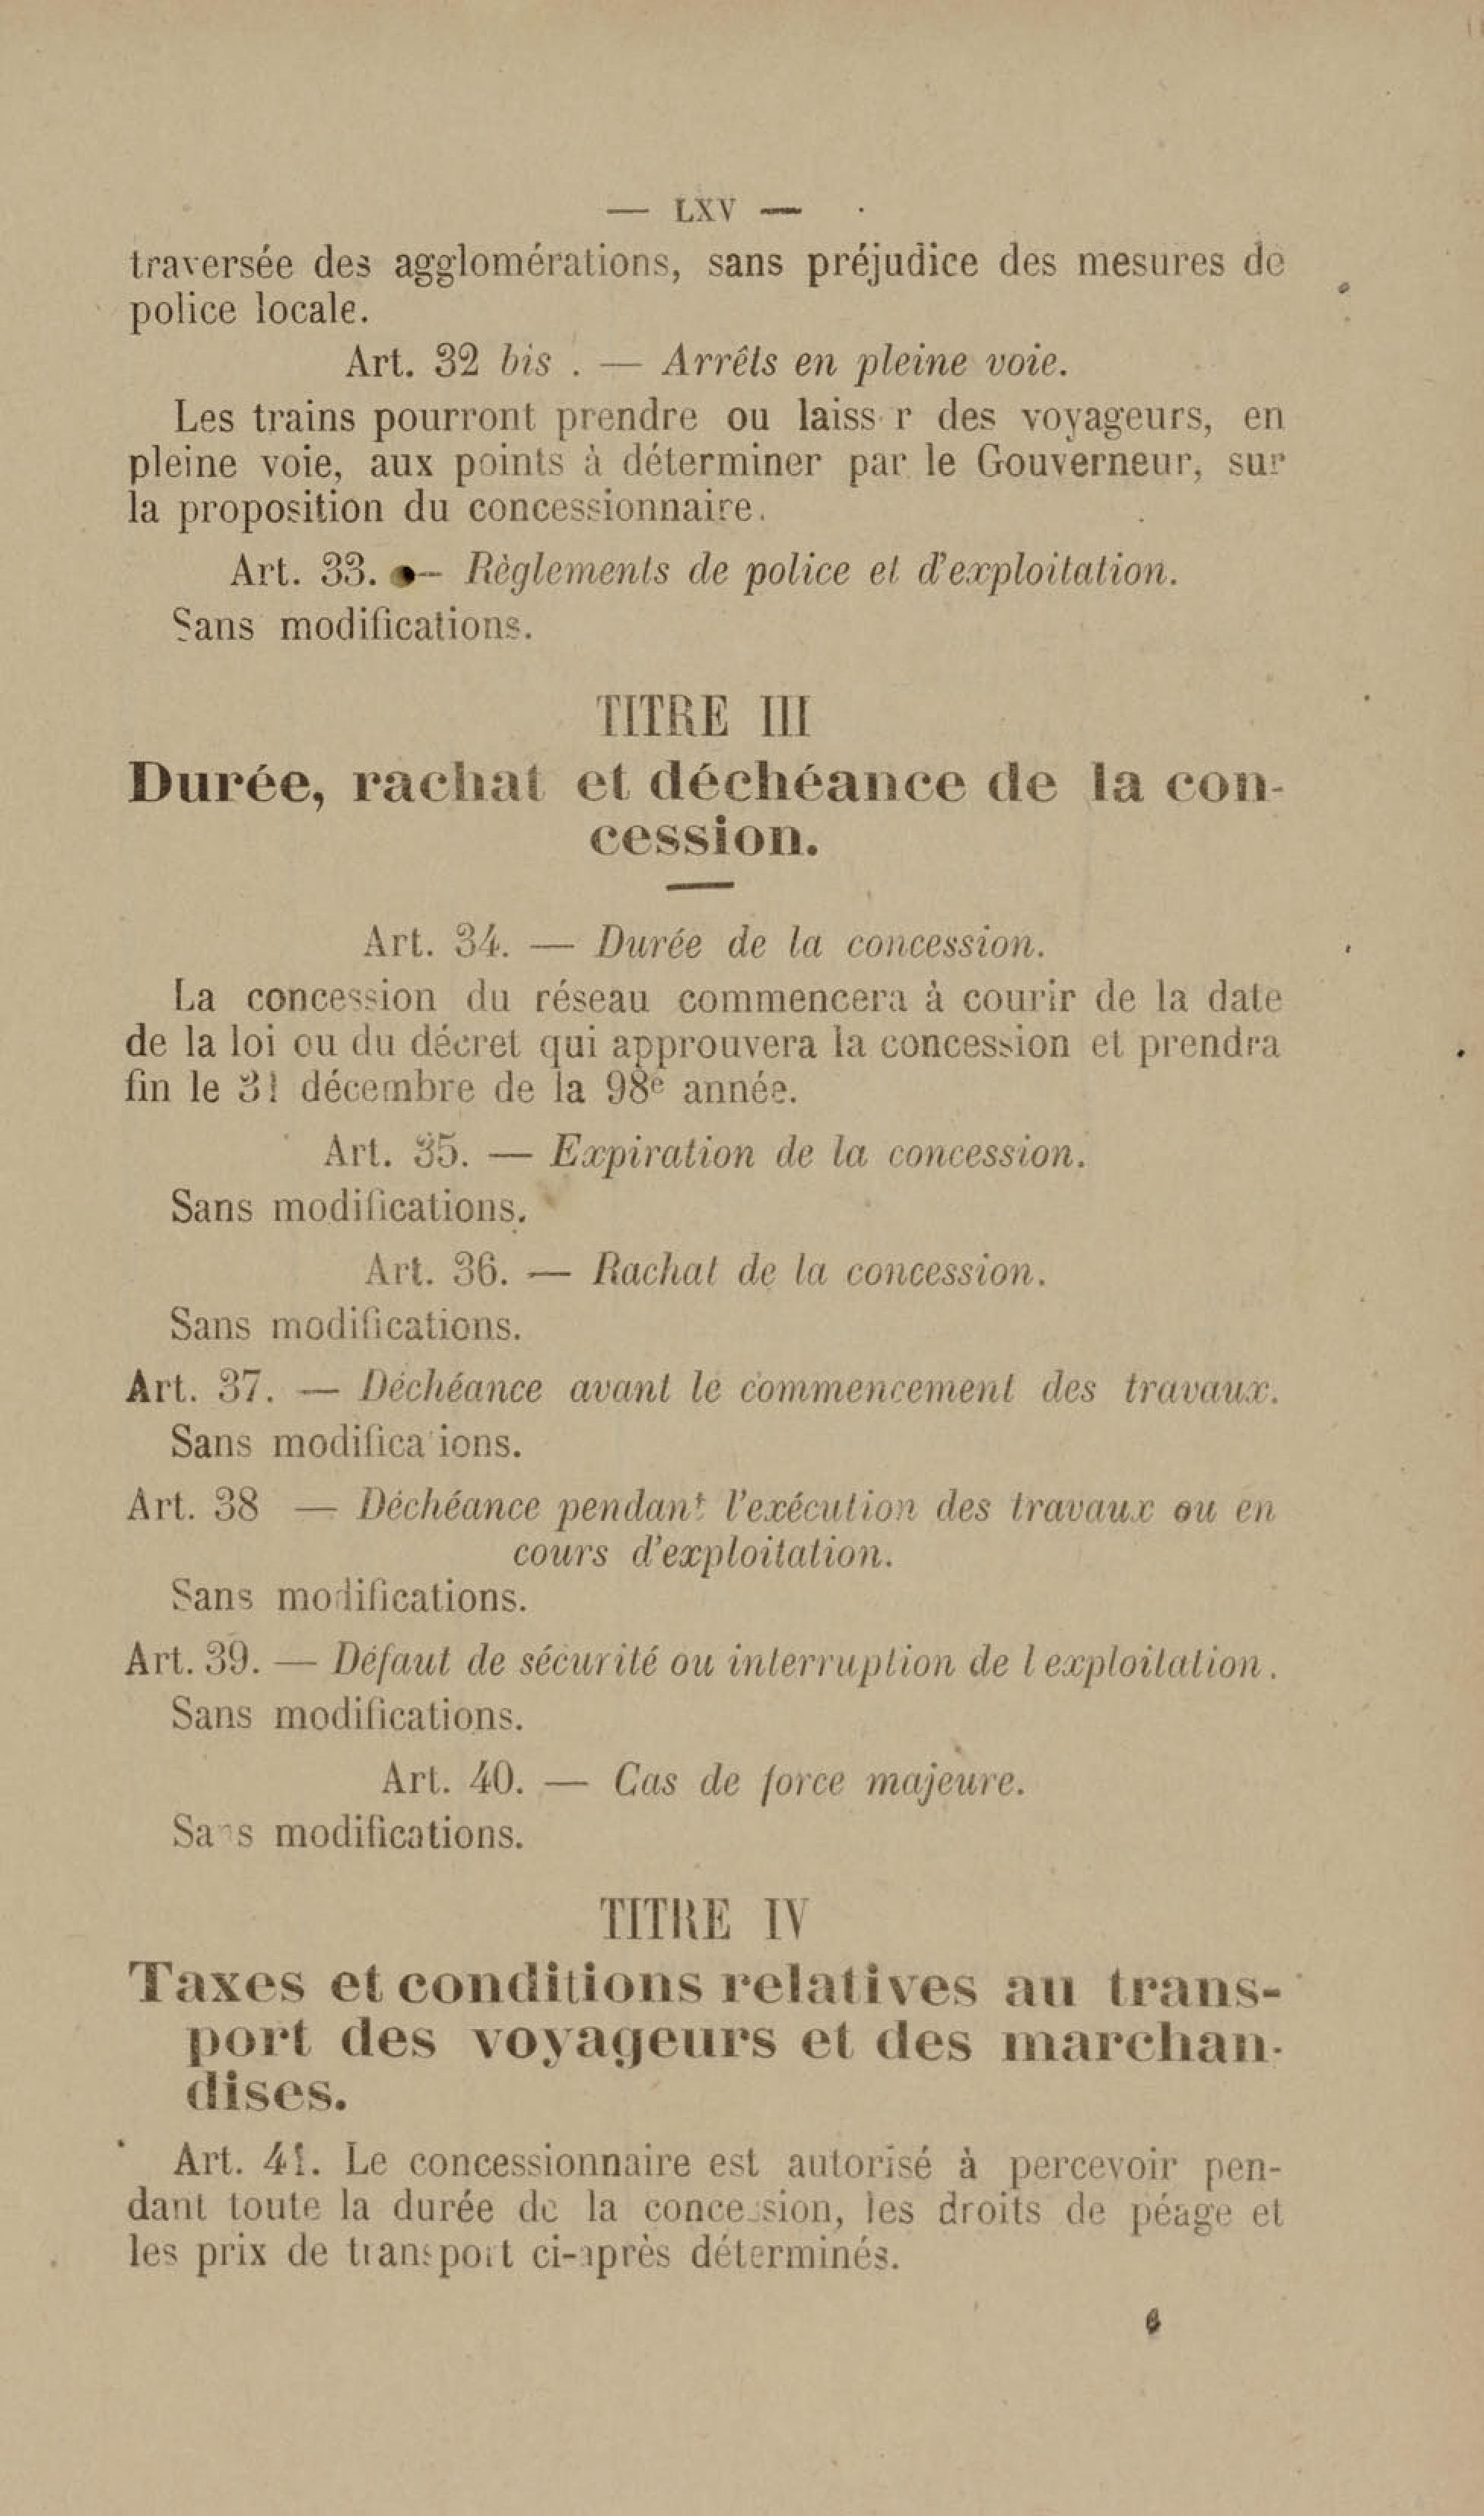 — LXV —
traversée des agglomérations, sans préjudice des mesures de
police locale.
Art. 32 bis . — Arrêts en pleine voie.
Les trains pourront prendre ou laiss r des voyageurs, en
pleine voie, aux points à déterminer par le Gouverneur, sur
la proposition du concessionnaire.
Art. 33. — Règlements de police et d'exploitation.
Sans modifications.
TITRE III
Durée, rachat et déchéance de la con-
cession.
Art. 34. — Durée de la concession.
La concession du réseau commencera à courir de la date
de la loi ou du décret qui approuvera la concession et prendra
fin le 31 décembre de la 98e année.
Art. 35. — Expiration de la concession.
Sans modifications.
Art. 36. — Rachat de la concession.
Sans modifications.
Art. 37. — Déchéance avant le commencement des travaux.
Sans modifica ions.
Art. 38 — Déchéance pendant l'exécution des travaux ou en
cours d'exploitation.
Sans modifications.
Art. 39. — Défaut de sécurité ou interruption de l exploitation.
Sans modifications.
Art. 40. — Cas de force majeure.
Sans modifications.
TITRE IV
Taxes et conditions relatives au trans-
port des voyageurs et des marchan-
dises.
Art. 41. Le concessionnaire est autorisé à percevoir pen-
dant toute la durée de la concession, les droits de péage et
les prix de transport ci-après déterminés.